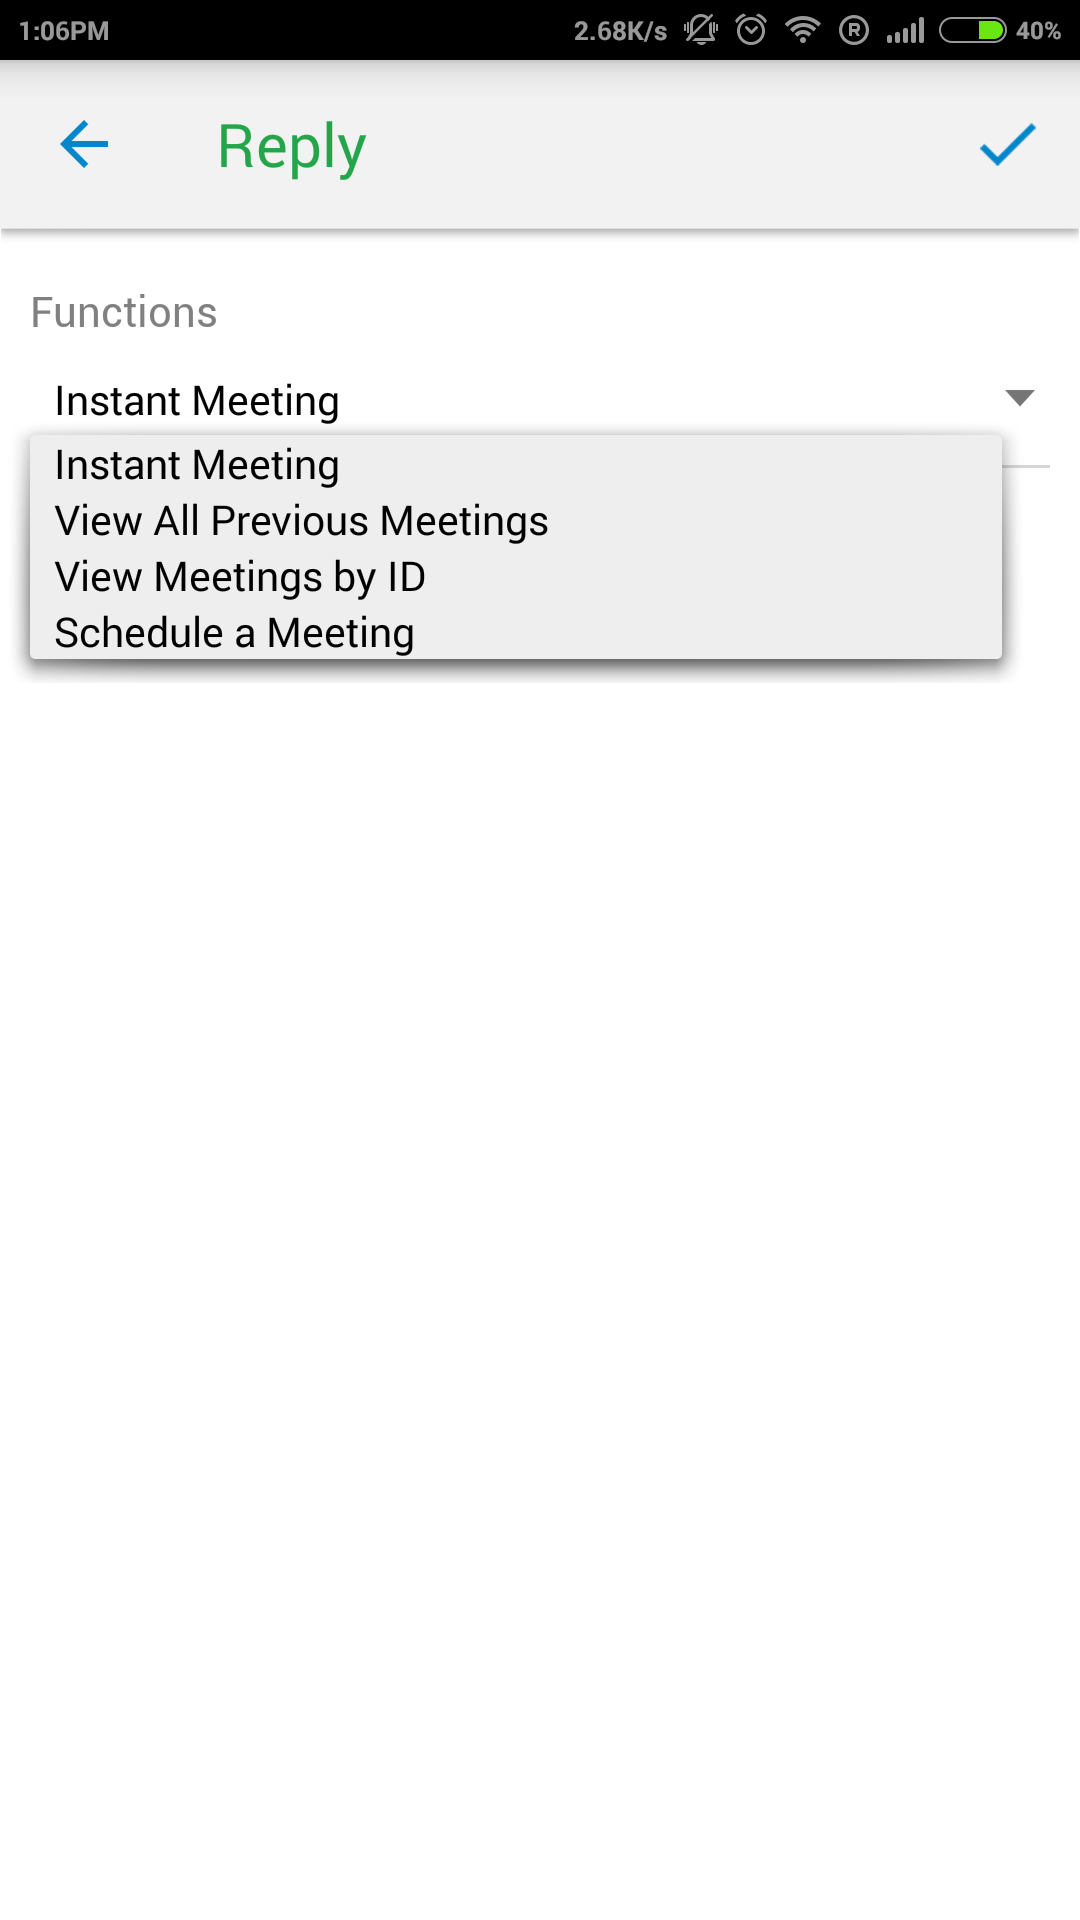 1:06PM 2.68K/s R 40%
Reply
Functions
Instant Meeting
Instant Meeting
View All Previous Meetings
View Meetings by ID
Schedule a Meeting